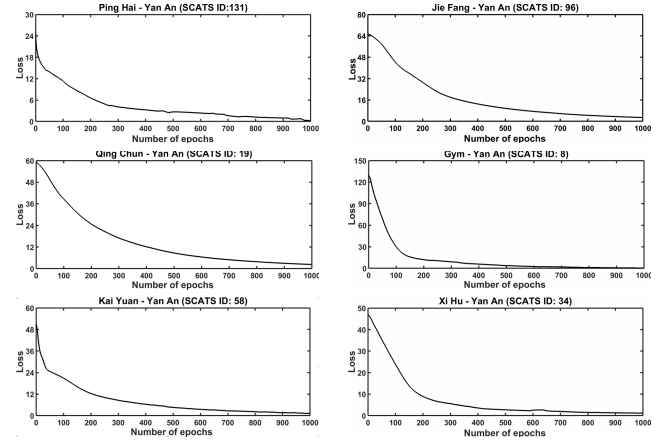 Ping Hai - Yan An (SCATS ID:131)
30
24
18
12
6
0
Loss
0 100 200 300 400 500 600 700 800 900 1000
Number of epochs
Jie Fang - Yan An (SCATS ID: 96)
80
64
48
32
16
0
Loss
0 100 200 300 400 500 600 700 800 900 1000
Number of epochs
Qing Chun - Yan An (SCATS ID: 19)
60
48
36
24
12
0
Loss
0 100 200 300 400 500 600 700 800 900 1000
Number of epochs
Gym - Yan An (SCATS ID: 8)
150
120
90
60
30
0
Loss
0 100 200 300 400 500 600 700 800 900 1000
Number of epochs
Kai Yuan - Yan An (SCATS ID: 58)
60
48
36
24
12
0
Loss
0 100 200 300 400 500 600 700 800 900 1000
Number of epochs
Xi Hu - Yan An (SCATS ID: 34)
50
40
30
20
10
0
Loss
0 100 200 300 400 500 600 700 800 900 1000
Number of epochs